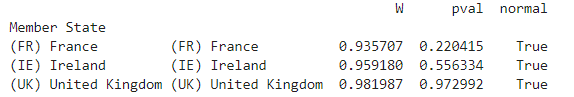 W pval normal
Member State
(FR) France (FR) France 0.935707 0.220415 True
(IE) Ireland (IE) Ireland 0.959180 0.556334 True
(UK) United Kingdom (UK) United Kingdom 0.981987 0.972992 True